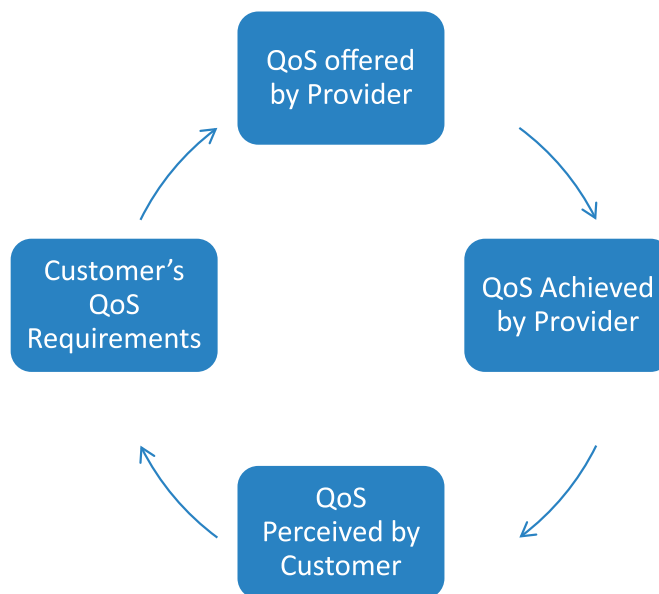 QoS offered
by Provider
Customer’s
QoS
Requirements
QoS Achieved
by Provider
QoS
Perceived by
Customer